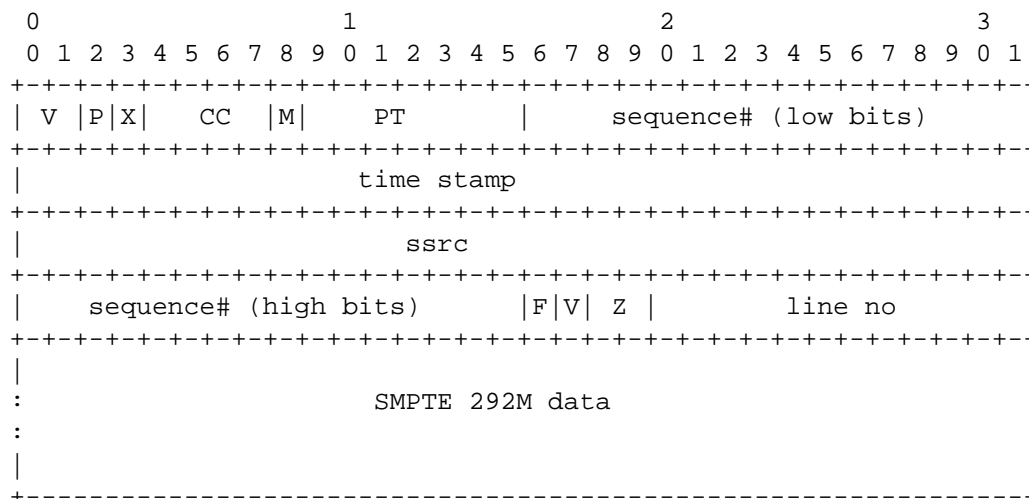 0                   1                   2                   3
0 1 2 3 4 5 6 7 8 9 0 1 2 3 4 5 6 7 8 9 0 1 2 3 4 5 6 7 8 9 0 1
+-+-+-+-+-+-+-+-+-+-+-+-+-+-+-+-+-+-+-+-+-+-+-+-+-+-+-+-+-+-+-+--
| V |P|X|   CC  |M|    PT       |     sequence# (low bits)
+-+-+-+-+-+-+-+-+-+-+-+-+-+-+-+-+-+-+-+-+-+-+-+-+-+-+-+-+-+-+-+--
|                     time stamp
+-+-+-+-+-+-+-+-+-+-+-+-+-+-+-+-+-+-+-+-+-+-+-+-+-+-+-+-+-+-+-+--
|                        ssrc
+-+-+-+-+-+-+-+-+-+-+-+-+-+-+-+-+-+-+-+-+-+-+-+-+-+-+-+-+-+-+-+--
|    sequence# (high bits)      |F|V| Z |        line no
+-+-+-+-+-+-+-+-+-+-+-+-+-+-+-+-+-+-+-+-+-+-+-+-+-+-+-+-+-+-+-+--
|
:                      SMPTE 292M data
:
|
+----------------------------------------------------------------